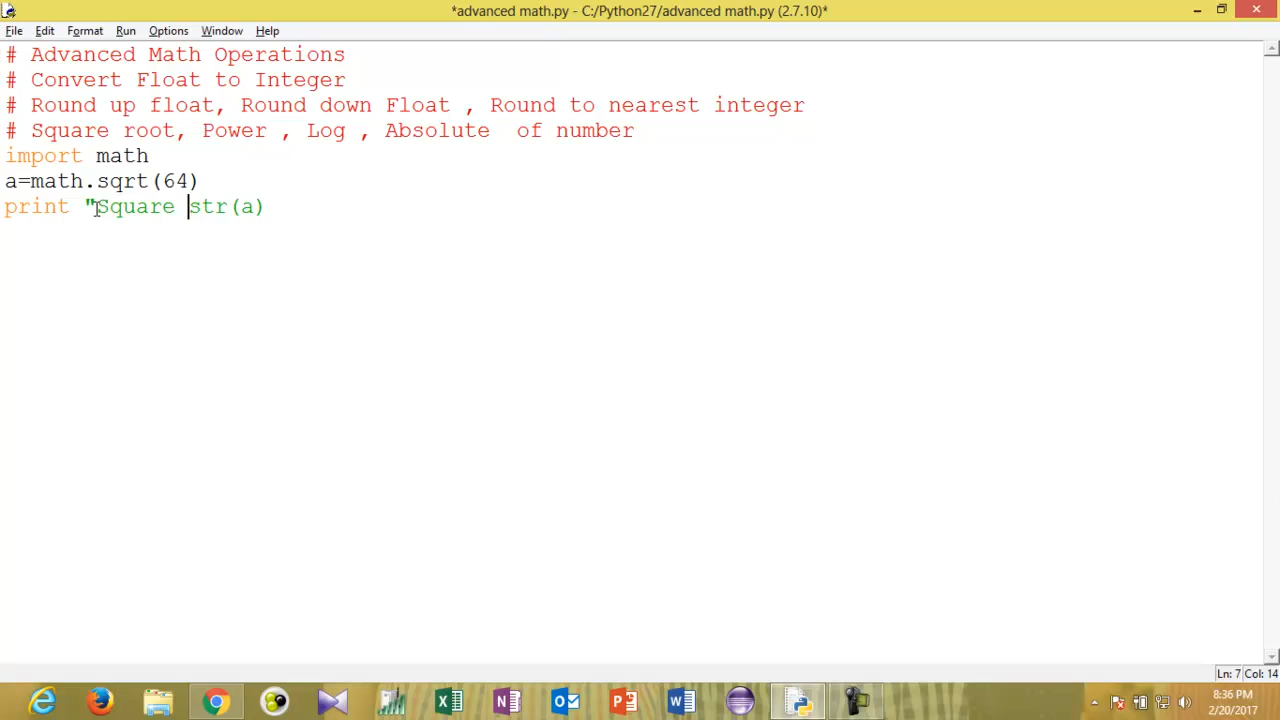 *advanced math.py - C:/Python27/advanced math.py (2.7.10)*
File Edit Format Run Options Window Help
# Advanced Math Operations
# Convert Float to Integer
# Round up float, Round down Float , Round to nearest integer
# Square root, Power , Log , Absolute  of number
import math
a=math.sqrt(64)
print "Square str(a)
Ln: 7 Col: 14
8:36 PM
2/20/2017